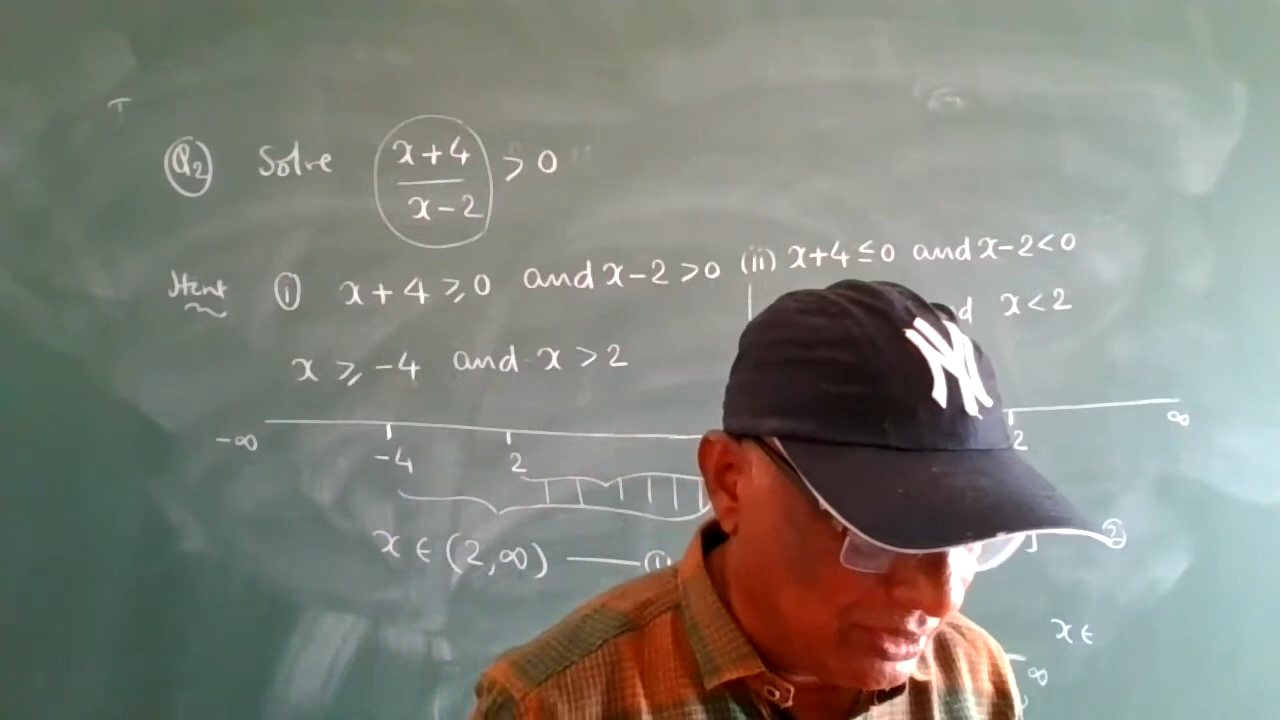 Q2 Solve (x+4)/(x-2) > 0
Hint (i) x+4 ≥ 0 and x-2 > 0
x ≥ -4 and x > 2
-∞ -4 2
x ∈ (2,∞) — (1)
(ii) x+4 ≤ 0 and x-2 < 0
x < 2
2 ∞
] (2)
x ∈
∞
NY